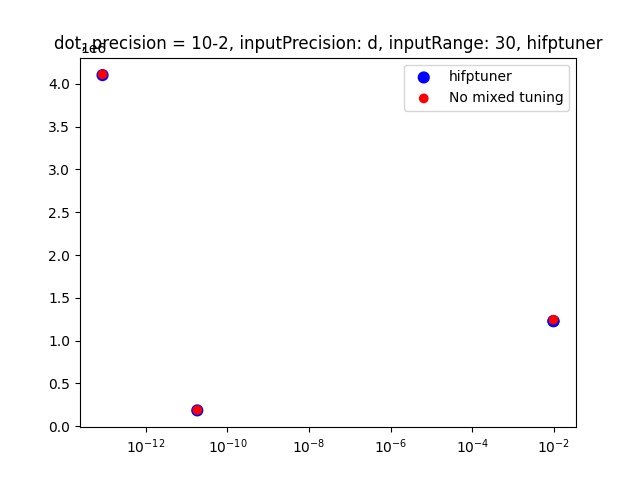 dot, precision = 10-2, inputPrecision: d, inputRange: 30, hifptuner
1e6
hifptuner
No mixed tuning
4.0
3.5
3.0
2.5
2.0
1.5
1.0
0.5
0.0
10⁻¹² 10⁻¹⁰ 10⁻⁸ 10⁻⁶ 10⁻⁴ 10⁻²